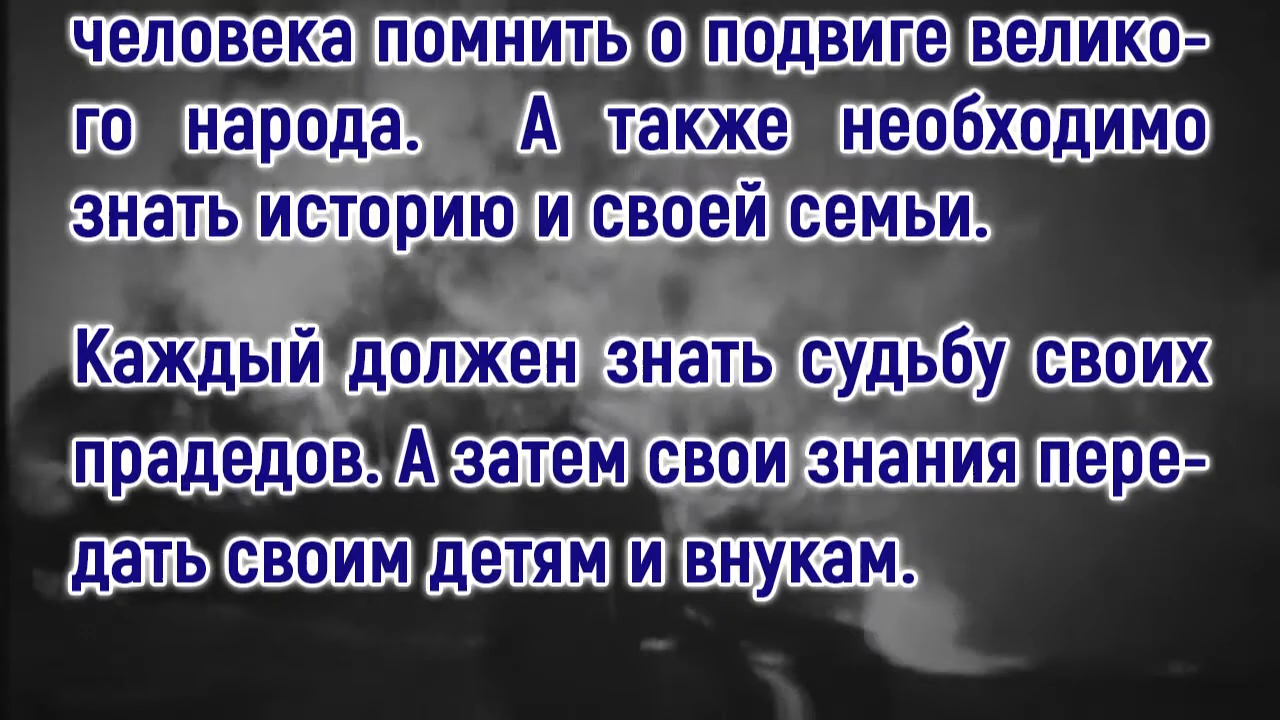 человека помнить о подвиге велико-
го народа. А также необходимо
знать историю и своей семьи.
Каждый должен знать судьбу своих
прадедов. А затем свои знания пере-
дать своим детям и внукам.